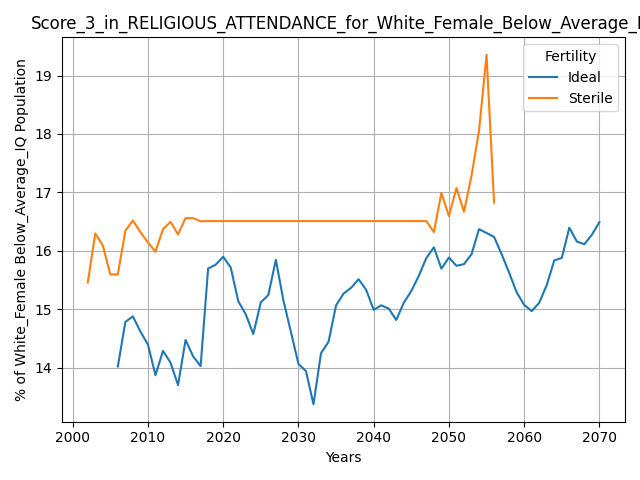 Score_3_in_RELIGIOUS_ATTENDANCE_for_White_Female_Below_Average_I
% of White_Female Below_Average_IQ Population
19
18
17
16
15
14
Fertility
Ideal
Sterile
2000 2010 2020 2030 2040 2050 2060 2070
Years